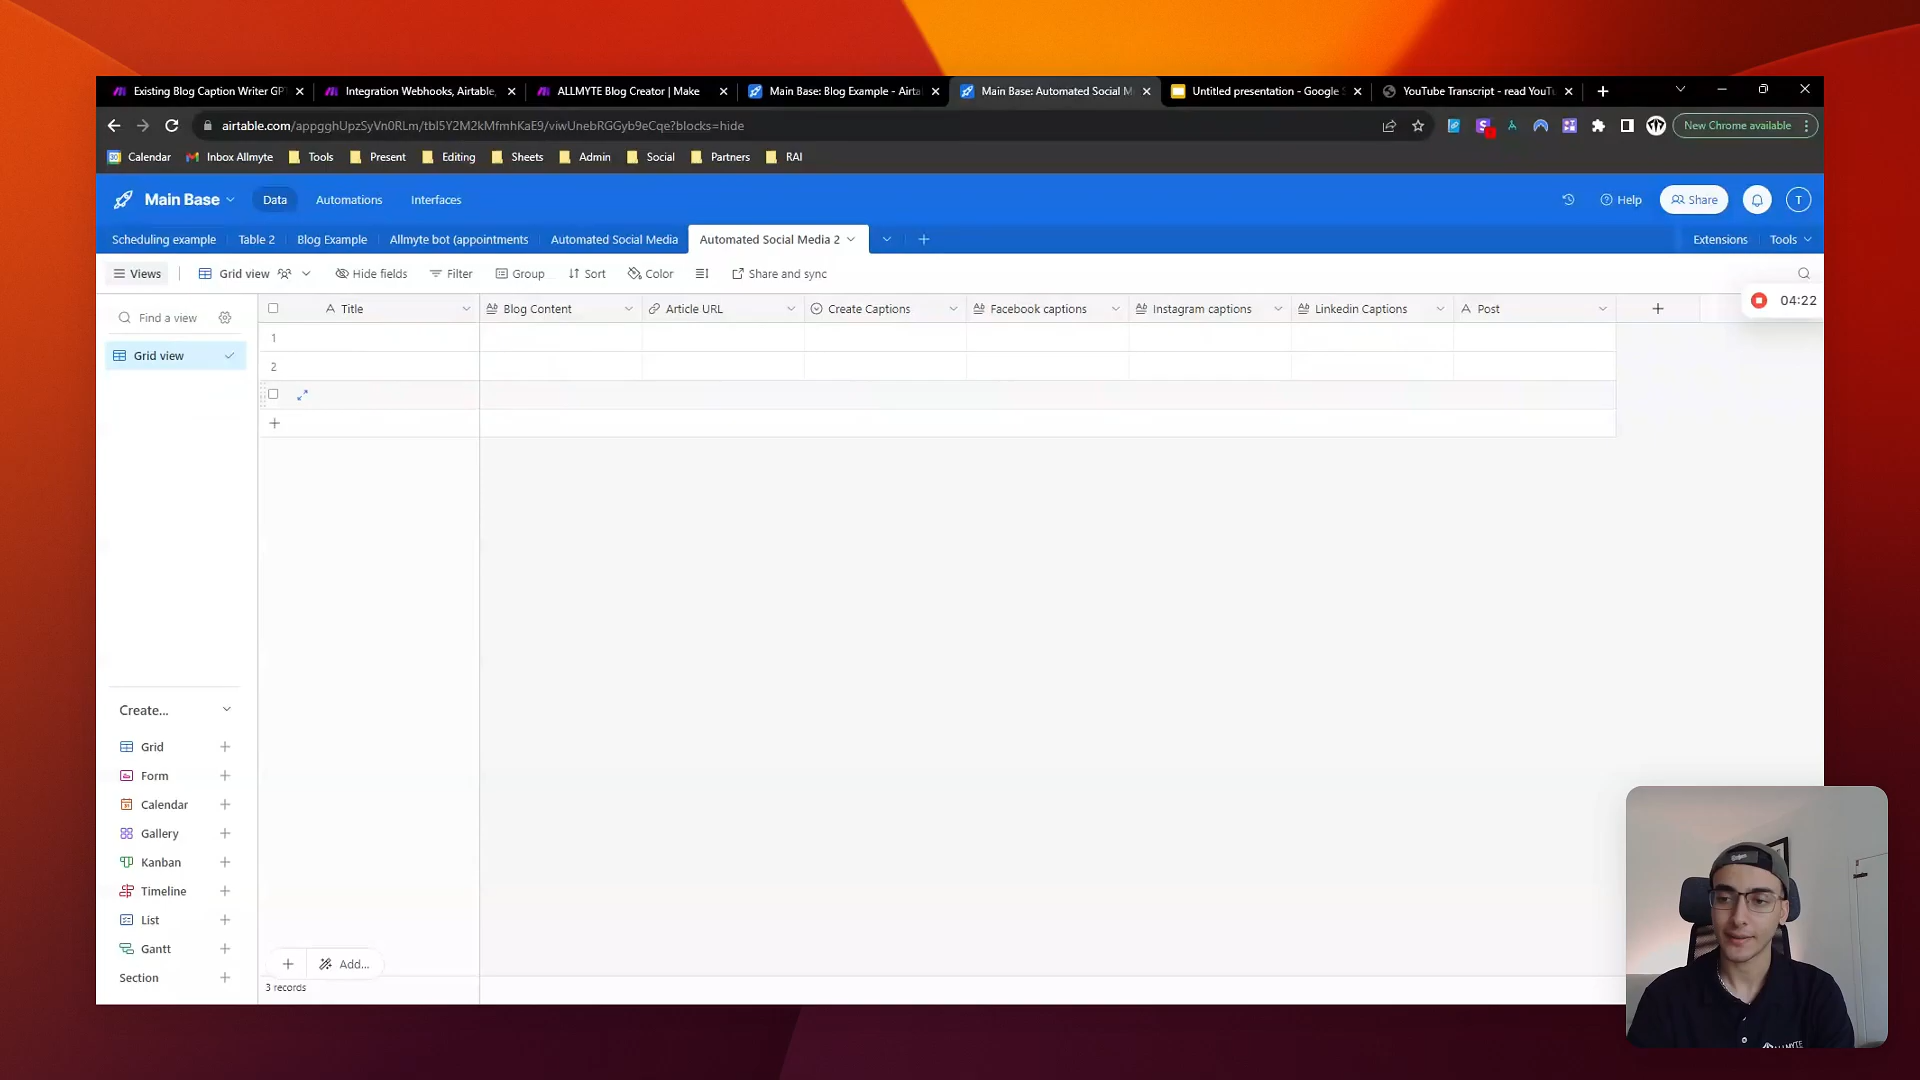 Existing Blog Caption Writer GP
Integration Webhooks, Airtable,
ALLMYTE Blog Creator | Make
Main Base: Blog Example - Airta
Main Base: Automated Social M
Untitled presentation - Google S
YouTube Transcript - read YouTu
airtable.com/appgghUpzSyVn0RLm/tbl5Y2M2kMfmhKaE9/viwUnebRGGyb9eCqe?blocks=hide
New Chrome available
Calendar
Inbox Allmyte
Tools
Present
Editing
Sheets
Admin
Social
Partners
RAI
Main Base
Data
Automations
Interfaces
Help
Share
T
Scheduling example
Table 2
Blog Example
Allmyte bot (appointments
Automated Social Media
Automated Social Media 2
Extensions
Tools
Views
Grid view
Hide fields
Filter
Group
Sort
Color
Share and sync
Find a view
Title
Blog Content
Article URL
Create Captions
Facebook captions
Instagram captions
Linkedin Captions
Post
04:22
1
Grid view
2
Create...
Grid
Form
Calendar
Gallery
Kanban
Timeline
List
Gantt
Section
Add...
3 records